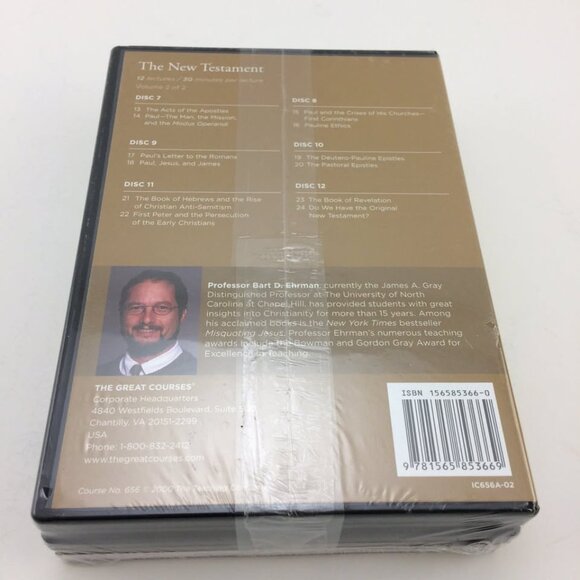 The New Testament
12 lectures / 30 minutes per lecture
Volume 2 of 2
DISC 7
13 The Acts of the Apostles
14 Paul—The Man, the Mission,
and the Modus Operandi
DISC 8
15 Paul and the Crises of His Churches—
First Corinthians
16 Pauline Ethics
DISC 9
17 Paul's Letter to the Romans
18 Paul, Jesus, and James
DISC 10
19 The Deutero-Pauline Epistles
20 The Pastoral Epistles
DISC 11
21 The Book of Hebrews and the Rise
of Christian Anti-Semitism
22 First Peter and the Persecution
of the Early Christians
DISC 12
23 The Book of Revelation
24 Do We Have the Original
New Testament?
Professor Bart D. Ehrman, currently the James A. Gray
Distinguished Professor at The University of North
Carolina at Chapel Hill, has provided students with great
insights into Christianity for more than 15 years. Among
his acclaimed books is the New York Times bestseller
Misquoting Jesus. Professor Ehrman's numerous teaching
awards include the Bowman and Gordon Gray Award for
Excellence in Teaching.
THE GREAT COURSES®
Corporate Headquarters
4840 Westfields Boulevard, Suite 500
Chantilly, VA 20151-2299
USA
Phone: 1-800-832-2412
www.thegreatcourses.com
Course No. 656 © 2000 The Teaching
ISBN 156585366-0
9 781565 853669
IC656A-02